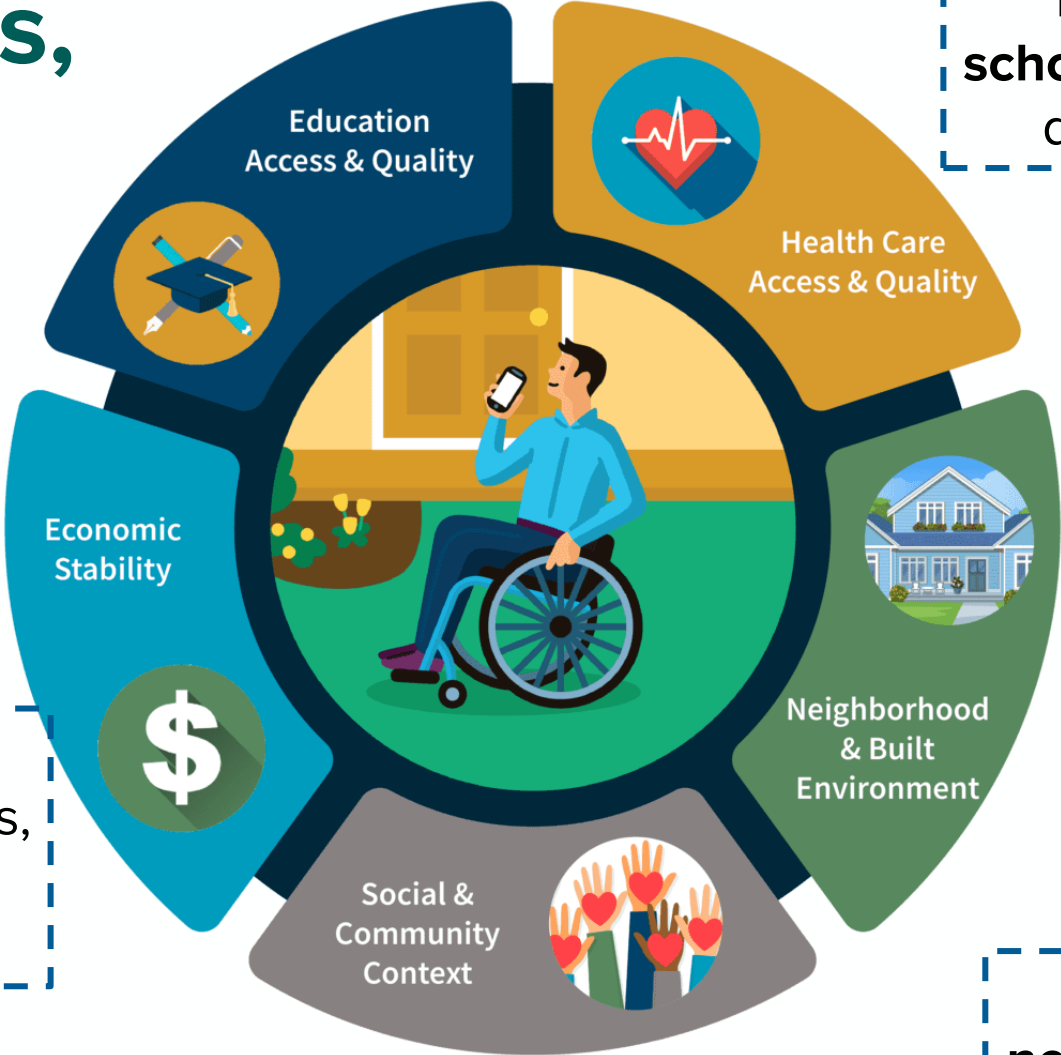 s,
Education
Access & Quality
Health Care
Access & Quality
Economic
Stability
$
Neighborhood
& Built
Environment
s,
Social &
Community
Context